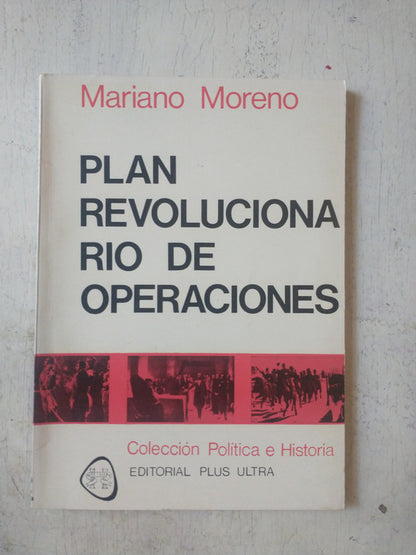 Mariano Moreno
PLAN
REVOLUCIONA
RIO DE
OPERACIONES
Colección Política e Historia
EDITORIAL PLUS ULTRA